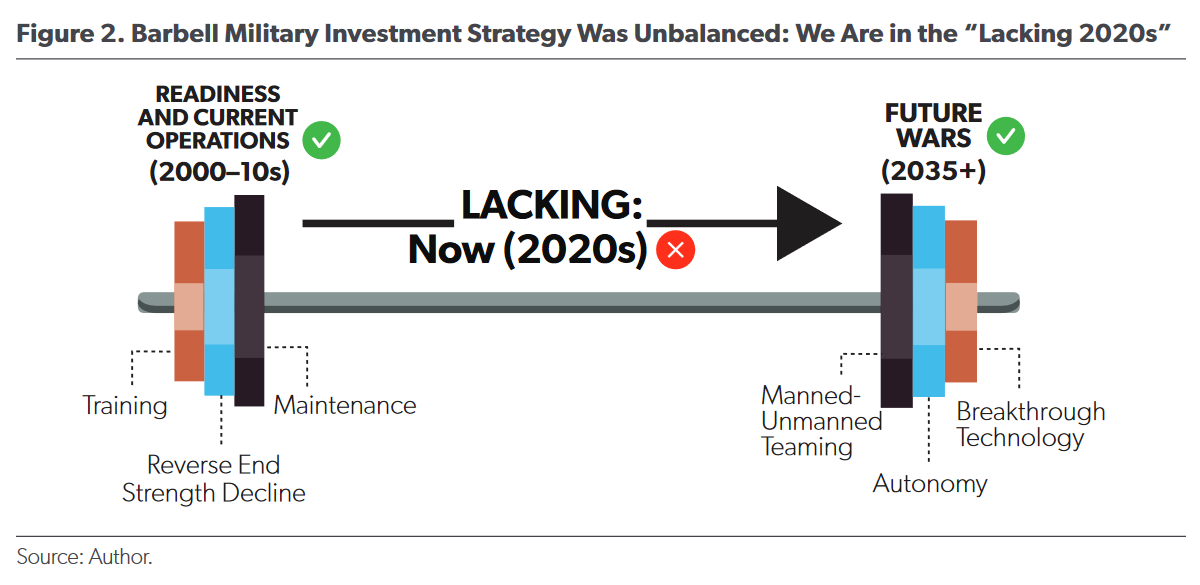 Figure 2. Barbell Military Investment Strategy Was Unbalanced: We Are in the “Lacking 2020s”
READINESS
AND CURRENT
OPERATIONS
(2000–10s)
LACKING:
Now (2020s)
FUTURE
WARS
(2035+)
Training
Maintenance
Reverse End
Strength Decline
Manned-
Unmanned
Teaming
Breakthrough
Technology
Autonomy
Source: Author.